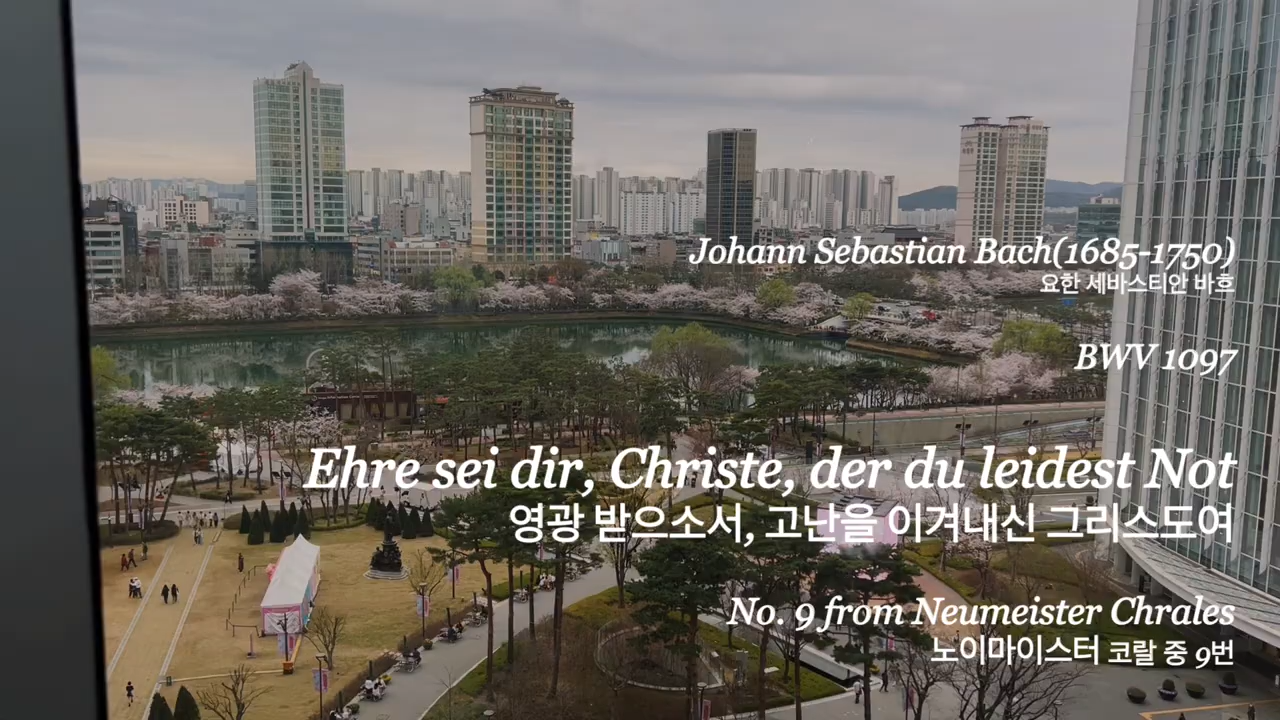 Johann Sebastian Bach(1685-1750)
요한 세바스티안 바흐
BWV 1097
Ehre sei dir, Christe, der du leidest Not
영광 받으소서, 고난을 이겨내신 그리스도여
No. 9 from Neumeister Chrales
노이마이스터 코랄 중 9번